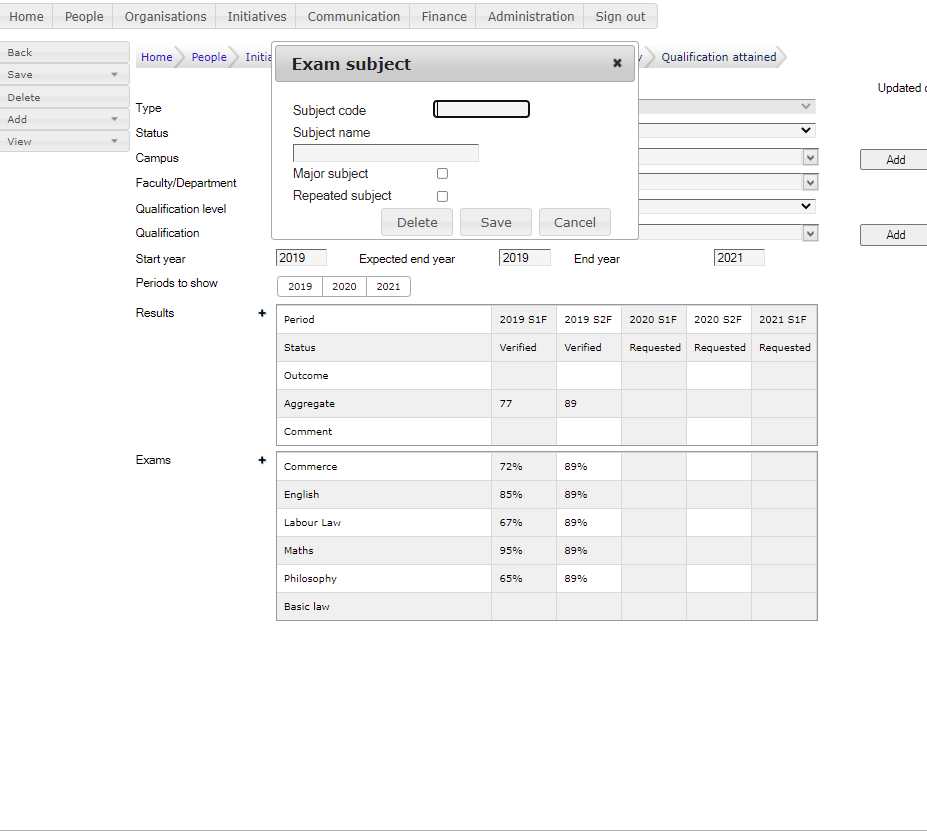 Home People Organisations Initiatives Communication Finance Administration Sign out
Back
Save
Delete
Add
View
Home People Qualification attained
Updated
Exam subject
Subject code
Subject name
Major subject
Repeated subject
Delete Save Cancel
Type
Status
Campus Add
Faculty/Department
Qualification level
Qualification Add
Start year 2019 Expected end year 2019 End year 2021
Periods to show 2019 2020 2021
Results +
Period 2019 S1F 2019 S2F 2020 S1F 2020 S2F 2021 S1F
Status Verified Verified Requested Requested Requested
Outcome
Aggregate 77 89
Comment
Exams +
Commerce 72% 89%
English 85% 89%
Labour Law 67% 89%
Maths 95% 89%
Philosophy 65% 89%
Basic law